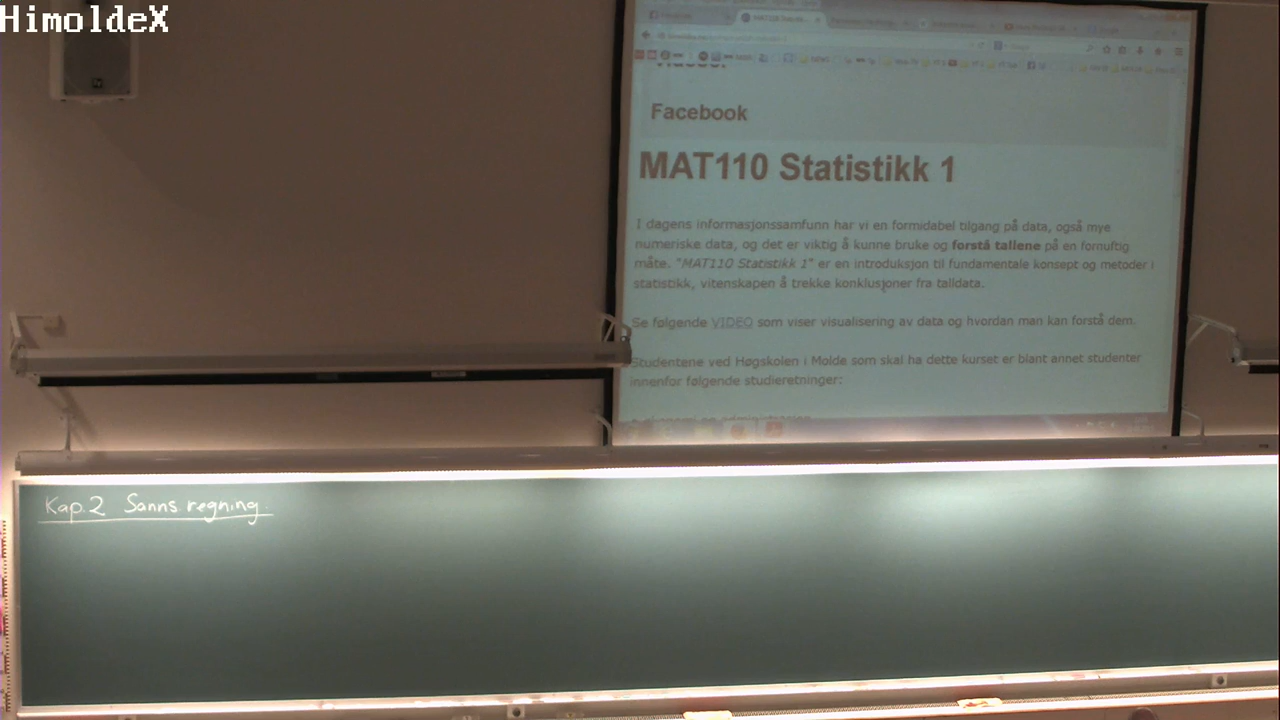 HimoldeX
Facebook
MAT110 Statistikk 1
I dagens informasjonssamfunn har vi en formidabel tilgang på data, også mye
numeriske data, og det er viktig å kunne bruke og forstå tallene på en fornuftig
måte. "MAT110 Statistikk 1" er en introduksjon til fundamentale konsept og metoder i
statistikk, vitenskapen å trekke konklusjoner fra talldata.
Se følgende VIDEO som viser visualisering av data og hvordan man kan forstå dem.
Studentene ved Høgskolen i Molde som skal ha dette kurset er blant annet studenter
innenfor følgende studieretninger:
Kap. 2 Sanns regning